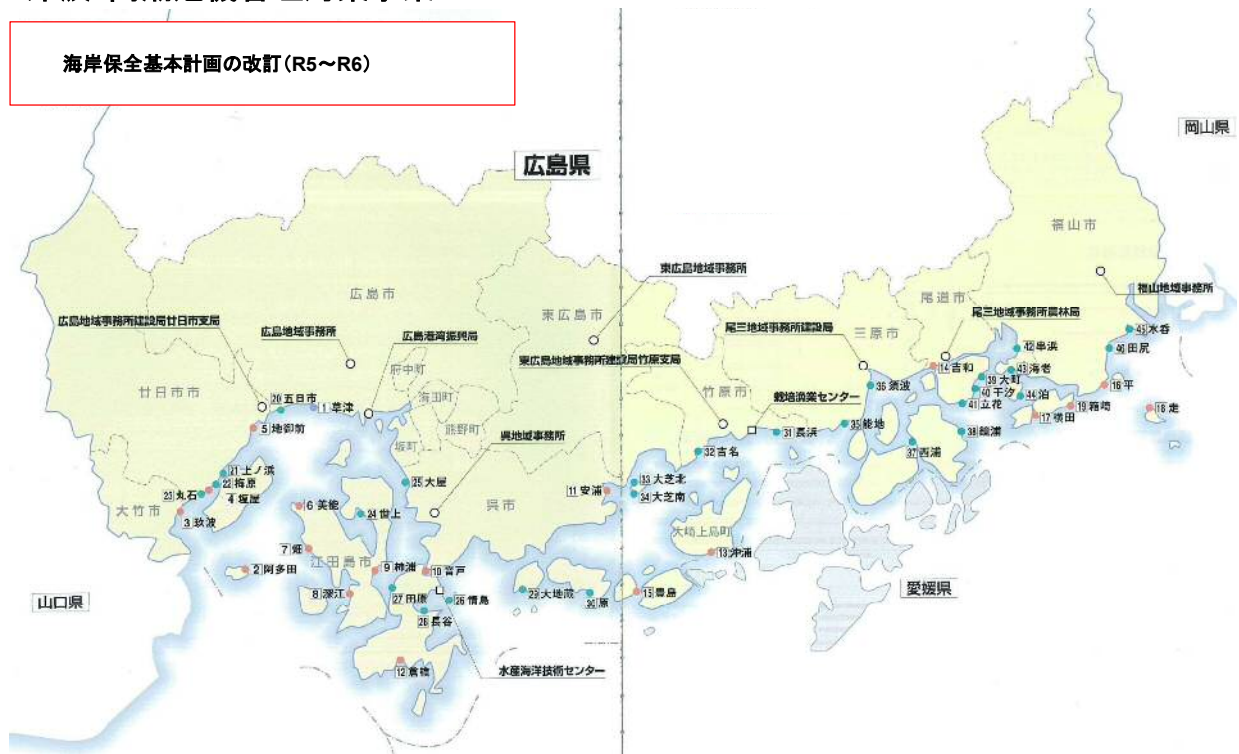 海岸保全基本計画の改訂(R5～R6)
岡山県
広島県
福山市
東広島地域事務所
福山地域事務所
広島市
尾道市
東広島市
広島地域事務所建設局廿日市支局
広島地域事務所
広島港湾振興局
尾三地域事務所建設局
三原市
尾三地域事務所農林局
45 水呑
42 串浜
46 田尻
東広島地域事務所建設局竹原支局
府中町
14 吉和
43 海老
廿日市市
海田町
竹原市
栽培漁業センター
36 須波
39 大町
40 干汐
44 泊
16 平
20 五日市
1 草津
41 立花
19 箱崎
18 走
5 地御前
坂町
熊野町
呉地域事務所
31 長浜
35 能地
38 鏡浦
17 横田
32 吉名
37 西浦
21 上ノ浜
22 梅原
25 大屋
33 大芝北
23 丸石
4 塩屋
11 安浦
34 大芝南
大竹市
3 玖波
6 美能
24 世上
呉市
大崎上島町
7 畑
江田島市
13 沖浦
2 阿多田
9 柿浦
10 音戸
山口県
8 深江
27 田原
26 情島
29 大地蔵
30 原
15 豊島
愛媛県
28 長谷
12 倉橋
水産海洋技術センター